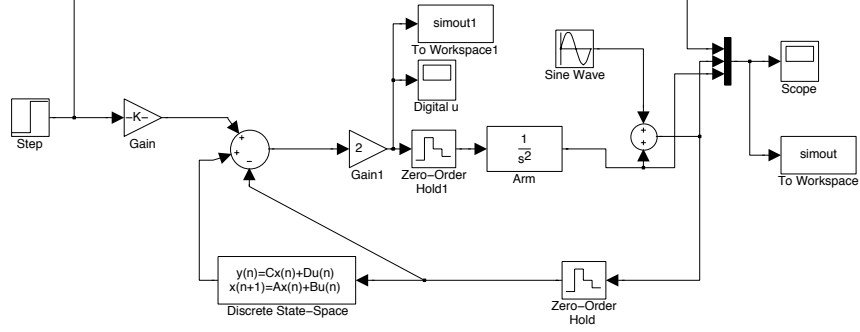 simout1
To Workspace1
Sine Wave
Digital u
Scope
Step
-K-
Gain
+
+
−
2
Gain1
Zero-Order
Hold1
1
s2
Arm
+
+
simout
To Workspace
y(n)=Cx(n)+Du(n)
x(n+1)=Ax(n)+Bu(n)
Discrete State-Space
Zero-Order
Hold